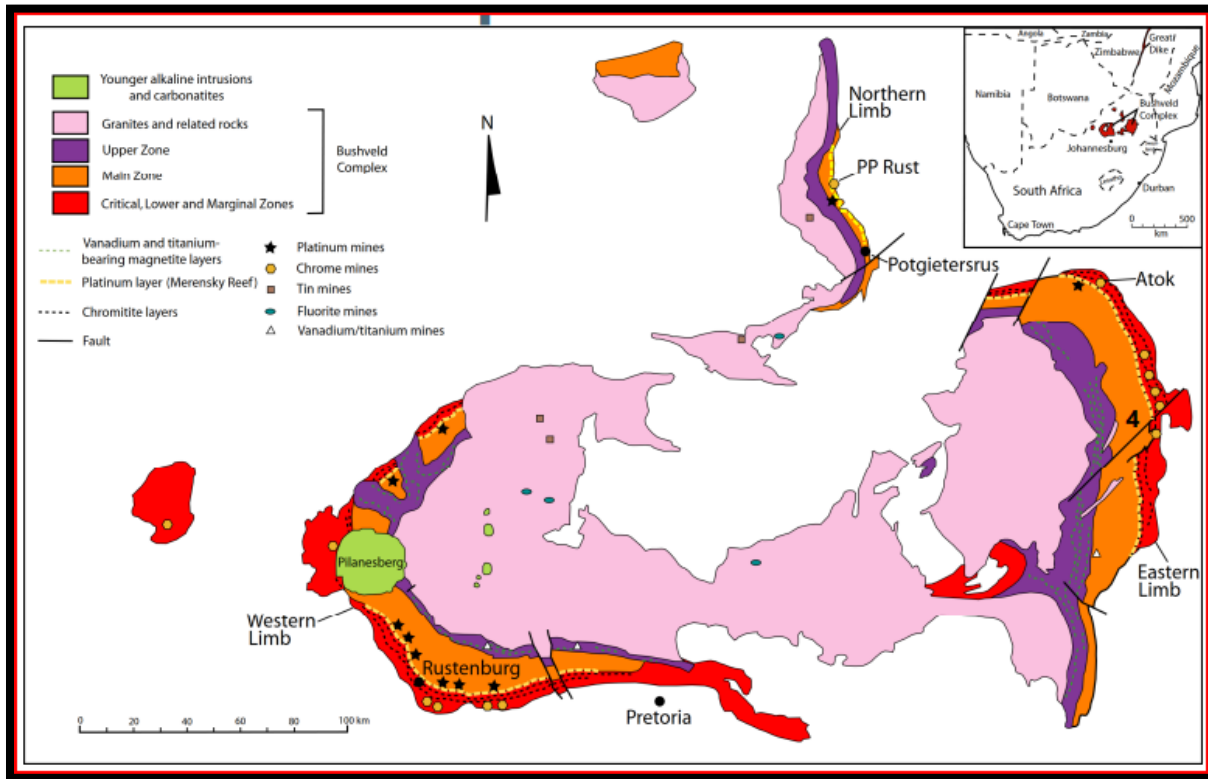 Younger alkaline intrusions
and carbonatites
Granites and related rocks
Upper Zone
Main Zone
Critical, Lower and Marginal Zones
Bushveld
Complex
Vanadium and titanium-
bearing magnetite layers
Platinum layer (Merensky Reef)
Chromitite layers
Fault
Platinum mines
Chrome mines
Tin mines
Fluorite mines
Vanadium/titanium mines
N
Northern
Limb
PP Rust
Potgietersrus
Angola
Zambia
Zimbabwe
Great
Dike
Mozambique
Namibia
Botswana
Bushveld
Complex
Johannesburg
South Africa
Durban
Cape Town
0 500
km
Atok
4
Eastern
Limb
Pilanesberg
Western
Limb
Rustenburg
Pretoria
0 20 40 60 80 100 km